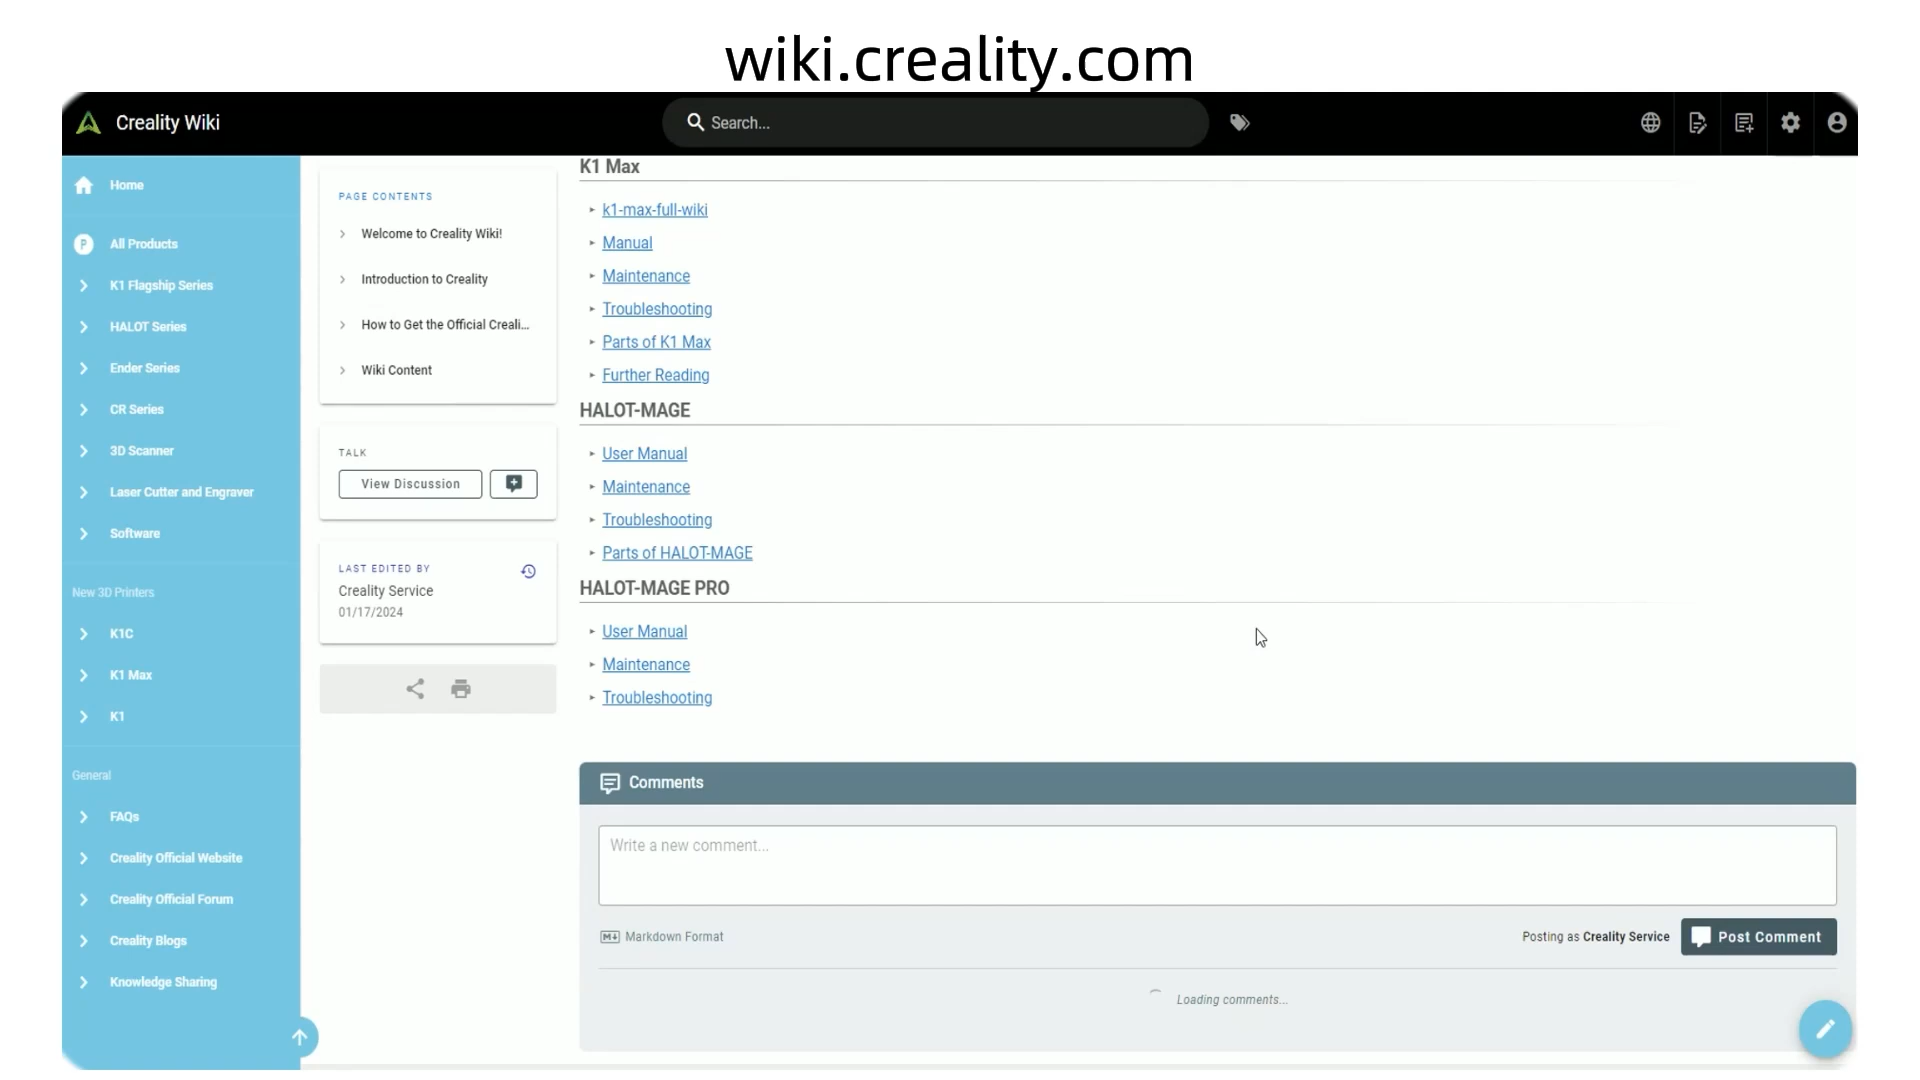 wiki.creality.com
Creality Wiki
Search...
Home
P
All Products
K1 Flagship Series
HALOT Series
Ender Series
CR Series
3D Scanner
Laser Cutter and Engraver
Software
New 3D Printers
K1C
K1 Max
K1
General
FAQs
Creality Official Website
Creality Official Forum
Creality Blogs
Knowledge Sharing
PAGE CONTENTS
Welcome to Creality Wiki!
Introduction to Creality
How to Get the Official Creali...
Wiki Content
TALK
View Discussion
LAST EDITED BY
Creality Service
01/17/2024
K1 Max
k1-max-full-wiki
Manual
Maintenance
Troubleshooting
Parts of K1 Max
Further Reading
HALOT-MAGE
User Manual
Maintenance
Troubleshooting
Parts of HALOT-MAGE
HALOT-MAGE PRO
User Manual
Maintenance
Troubleshooting
Comments
Write a new comment...
Markdown Format
Posting as Creality Service
Post Comment
Loading comments...